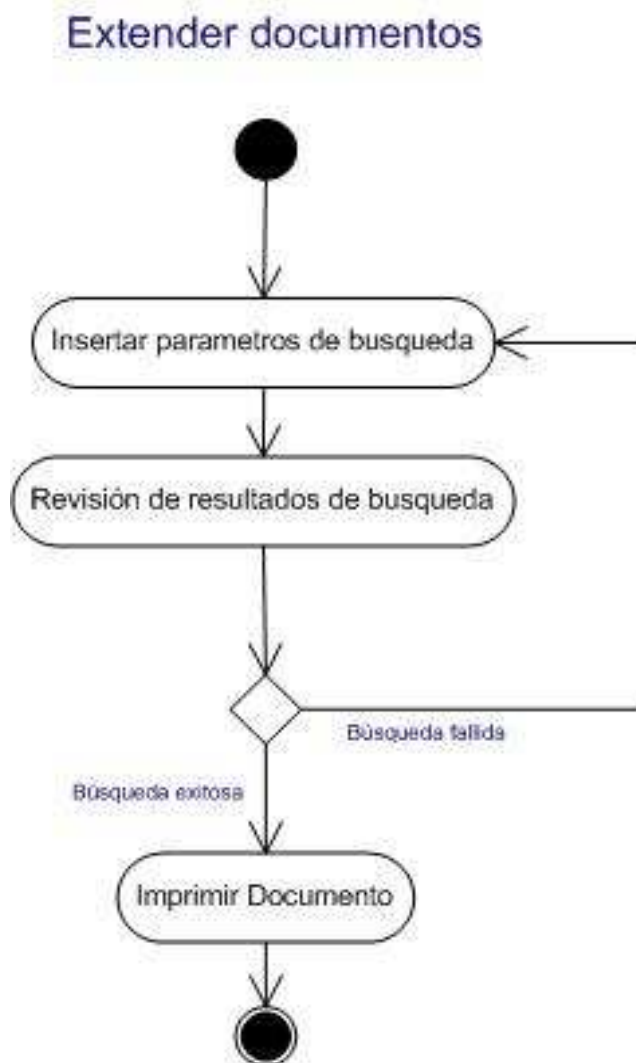 Extender documentos
Insertar parametros de busqueda
Revisión de resultados de busqueda
Búsqueda fallida
Búsqueda exitosa
Imprimir Documento